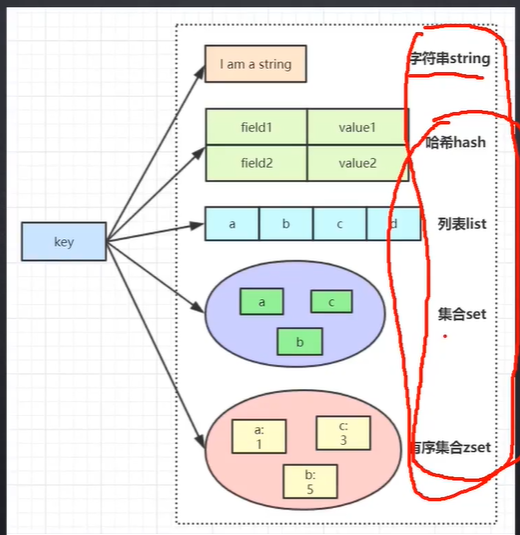 I am a string
字符串string
field1
value1
哈希hash
field2
value2
a
b
c
d
列表list
key
a
c
b
集合set
a:
1
c:
3
b:
5
有序集合zset